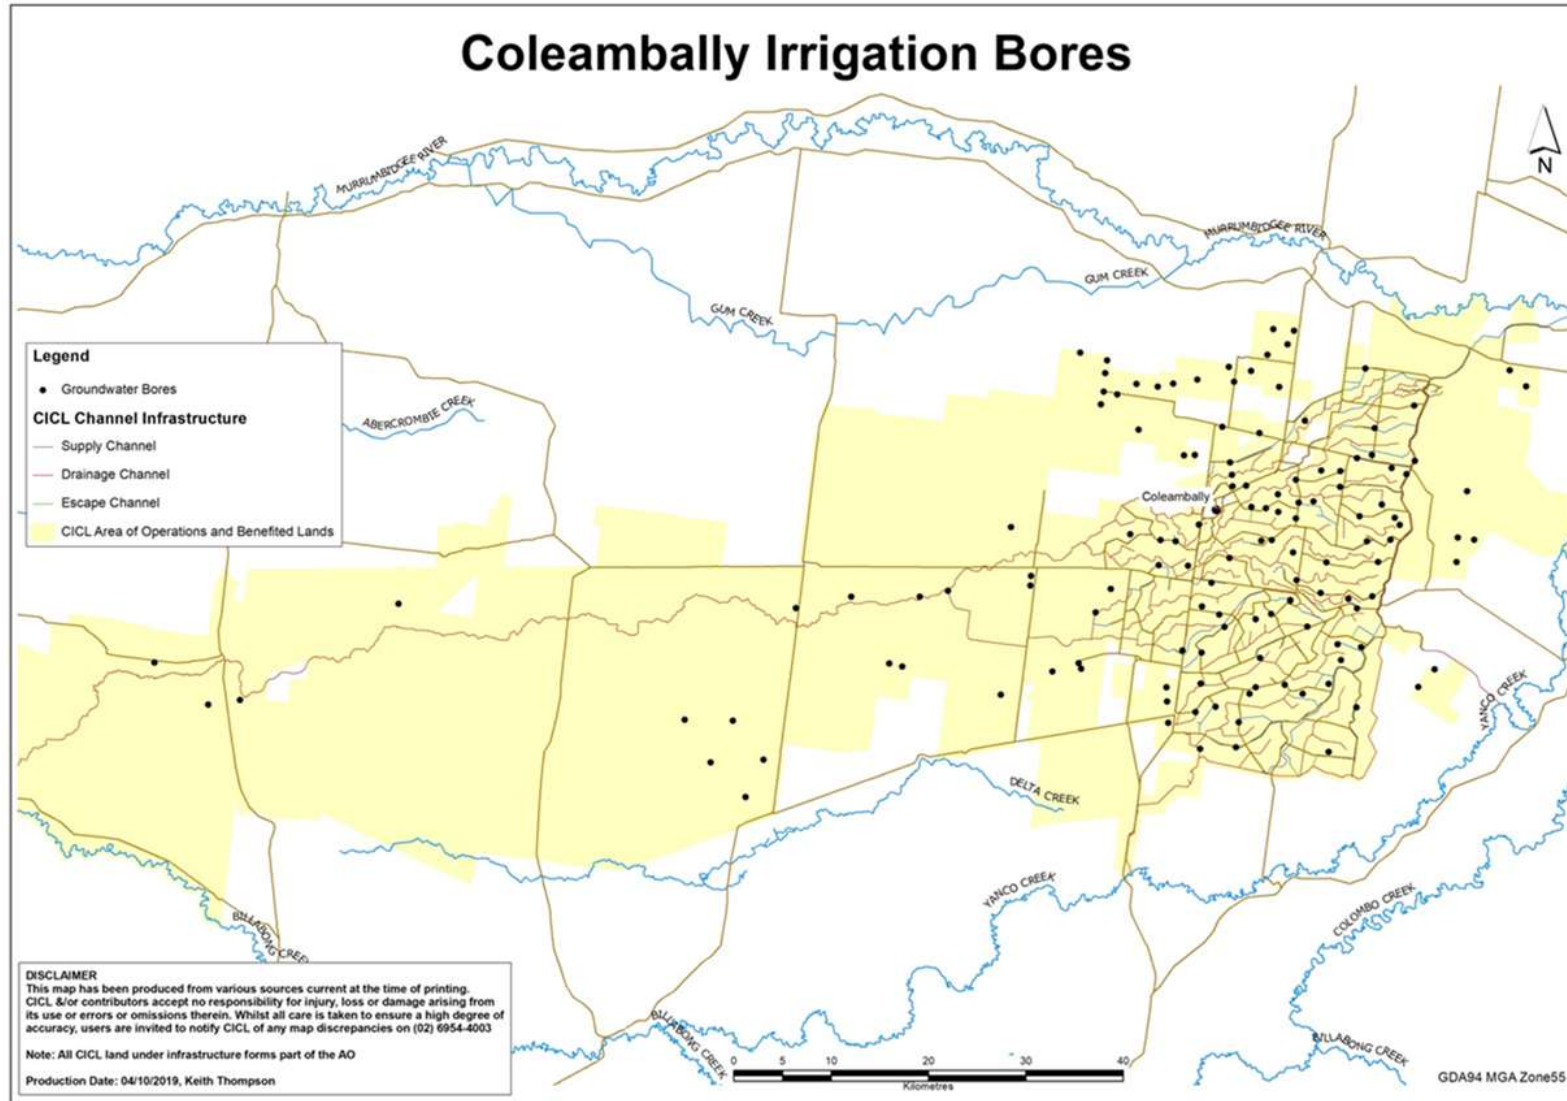 Coleambally Irrigation Bores
MURRUMBIDGEE RIVER
N
MURRUMBIDGEE RIVER
GUM CREEK
GUM CREEK
Legend
Groundwater Bores
CICL Channel Infrastructure
Supply Channel
Drainage Channel
Escape Channel
CICL Area of Operations and Benefited Lands
ABERCROMBIE CREEK
Coleambally
YANCO CREEK
DELTA CREEK
YANCO CREEK
COLOMBO CREEK
BILLABONG CREE
DISCLAIMER
This map has been produced from various sources current at the time of printing.
CICL &/or contributors accept no responsibility for injury, loss or damage arising from
its use or errors or omissions therein. Whilst all care is taken to ensure a high degree of
accuracy, users are invited to notify CICL of any map discrepancies on (02) 6954-4003
Note: All CICL land under infrastructure forms part of the AO
Production Date: 04/10/2019, Keith Thompson
BILLABONG CREEK
BILLABONG CREEK
0 5 10 20 30 40
Kilometres
GDA94 MGA Zone55